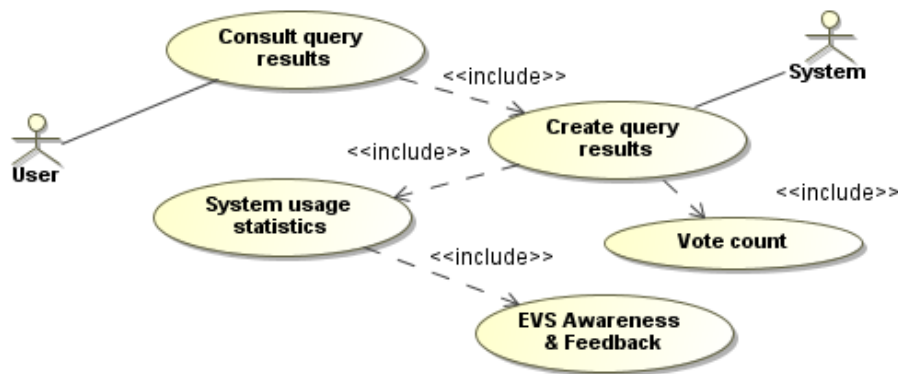 Consult query
results
<<include>>
System
User
Create query
results
<<include>>
<<include>>
System usage
statistics
Vote count
<<include>>
EVS Awareness
& Feedback